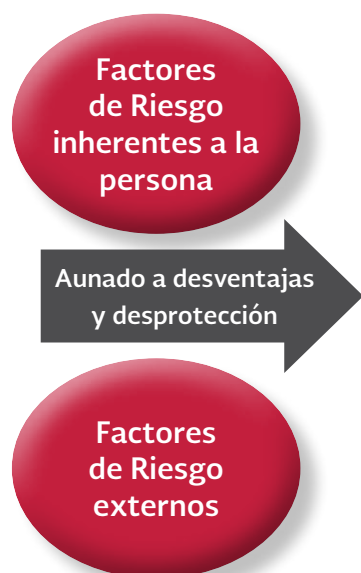 Factores
de Riesgo
inherentes a la
persona
Aunado a desventajas
y desprotección
Factores
de Riesgo
externos